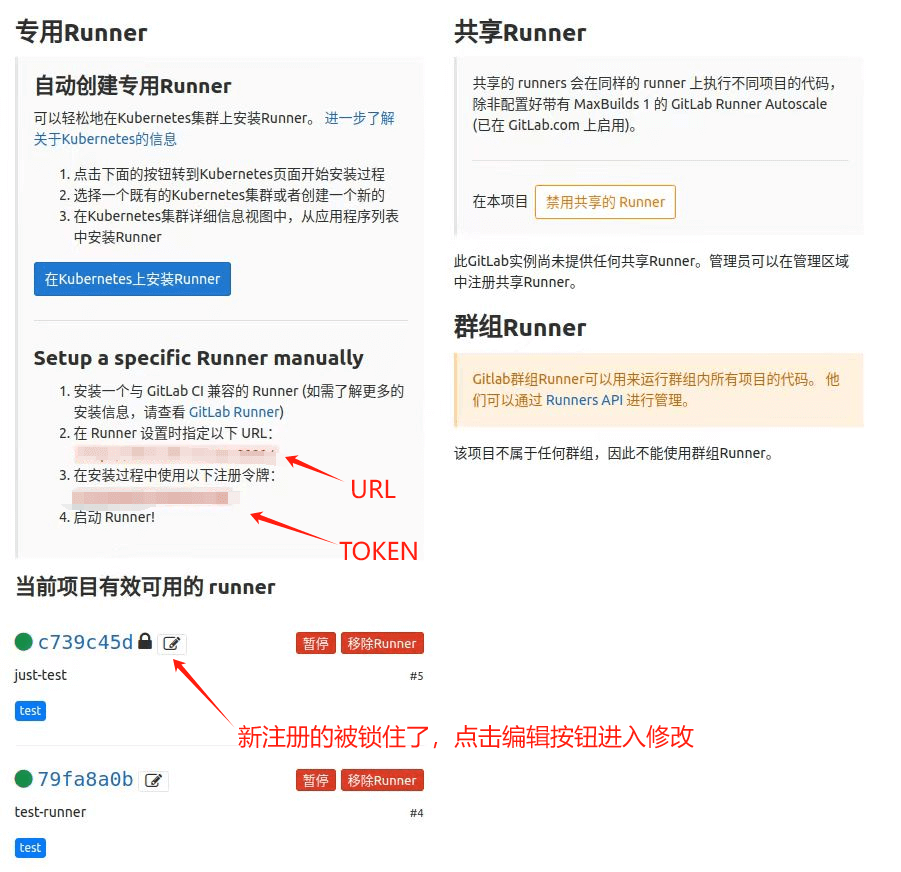 专用Runner
自动创建专用Runner
可以轻松地在Kubernetes集群上安装Runner。 进一步了解
关于Kubernetes的信息
1. 点击下面的按钮转到Kubernetes页面开始安装过程
2. 选择一个既有的Kubernetes集群或者创建一个新的
3. 在Kubernetes集群详细信息视图中，从应用程序列表
中安装Runner
在Kubernetes上安装Runner
Setup a specific Runner manually
1. 安装一个与 GitLab CI 兼容的 Runner (如需了解更多的
安装信息，请查看 GitLab Runner)
2. 在 Runner 设置时指定以下 URL：
URL
3. 在安装过程中使用以下注册令牌：
TOKEN
4. 启动 Runner!
当前项目有效可用的 runner
c739c45d 暂停 移除Runner
just-test #5
test
新注册的被锁住了，点击编辑按钮进入修改
79fa8a0b 暂停 移除Runner
test-runner #4
test
共享Runner
共享的 runners 会在同样的 runner 上执行不同项目的代码，
除非配置好带有 MaxBuilds 1 的 GitLab Runner Autoscale
(已在 GitLab.com 上启用)。
在本项目 禁用共享的 Runner
此GitLab实例尚未提供任何共享Runner。管理员可以在管理区域
中注册共享Runner。
群组Runner
Gitlab群组Runner可以用来运行群组内所有项目的代码。 他
们可以通过 Runners API 进行管理。
该项目不属于任何群组，因此不能使用群组Runner。